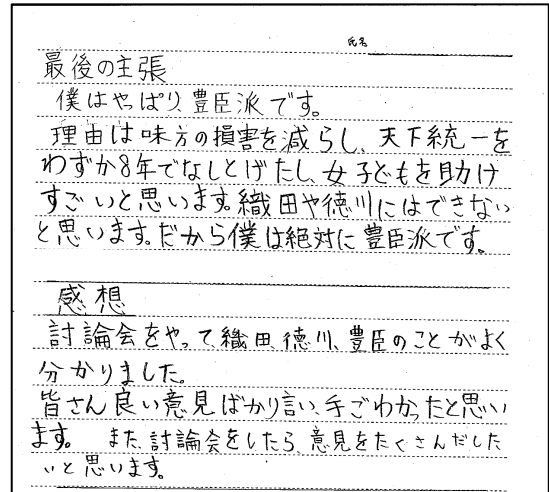 氏名
最後の主張
僕はやっぱり、豊臣派です。
理由は味方の損害を減らし、天下統一を
わずか8年でなしとげたし、女子どもを助け
すごいと思います。織田や徳川にはできない
と思います。だから僕は絶対に豊臣派です。
感想
討論会をやって、織田、徳川、豊臣のことがよく
分かりました。
皆さん良い意見ばかり言い、手ごわかったと思い
ます。 また、討論会をしたら、意見をたくさんだした
いと思います。